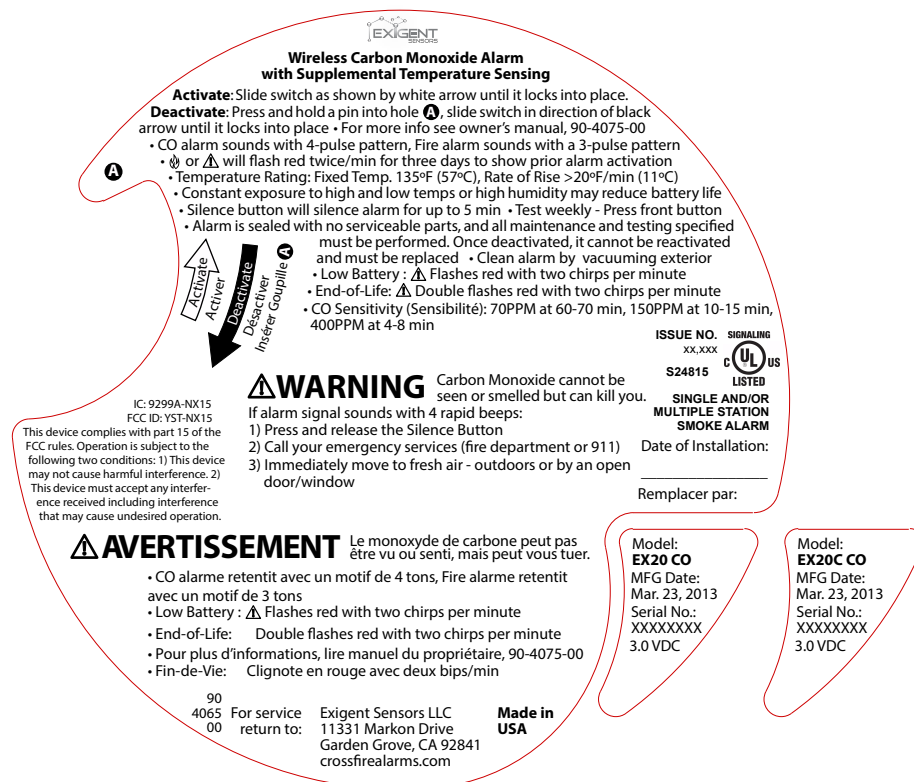 EXIGENT
SENSORS
Wireless Carbon Monoxide Alarm
with Supplemental Temperature Sensing
Activate: Slide switch as shown by white arrow until it locks into place.
Deactivate: Press and hold a pin into hole A, slide switch in direction of black
arrow until it locks into place • For more info see owner's manual, 90-4075-00
• CO alarm sounds with 4-pulse pattern, Fire alarm sounds with a 3-pulse pattern
• or ⚠ will flash red twice/min for three days to show prior alarm activation
• Temperature Rating: Fixed Temp. 135ºF (57ºC), Rate of Rise >20ºF/min (11ºC)
• Constant exposure to high and low temps or high humidity may reduce battery life
• Silence button will silence alarm for up to 5 min • Test weekly - Press front button
• Alarm is sealed with no serviceable parts, and all maintenance and testing specified
must be performed. Once deactivated, it cannot be reactivated
and must be replaced • Clean alarm by vacuuming exterior
• Low Battery : ⚠ Flashes red with two chirps per minute
• End-of-Life: ⚠ Double flashes red with two chirps per minute
• CO Sensitivity (Sensibilité): 70PPM at 60-70 min, 150PPM at 10-15 min,
400PPM at 4-8 min
A
Activate
Activer
Deactivate
Désactiver
Insérer Goupille A
ISSUE NO.
xx,xxx
S24815
SIGNALING
C UL US
LISTED
SINGLE AND/OR
MULTIPLE STATION
SMOKE ALARM
Date of Installation:
Remplacer par:
⚠WARNING
Carbon Monoxide cannot be
seen or smelled but can kill you.
If alarm signal sounds with 4 rapid beeps:
1) Press and release the Silence Button
2) Call your emergency services (fire department or 911)
3) Immediately move to fresh air - outdoors or by an open
door/window
IC: 9299A-NX15
FCC ID: YST-NX15
This device complies with part 15 of the
FCC rules. Operation is subject to the
following two conditions: 1) This device
may not cause harmful interference. 2)
This device must accept any interfer-
ence received including interference
that may cause undesired operation.
⚠AVERTISSEMENT
Le monoxyde de carbone peut pas
être vu ou senti, mais peut vous tuer.
• CO alarme retentit avec un motif de 4 tons, Fire alarme retentit
avec un motif de 3 tons
• Low Battery : ⚠ Flashes red with two chirps per minute
• End-of-Life: Double flashes red with two chirps per minute
• Pour plus d'informations, lire manuel du propriétaire, 90-4075-00
• Fin-de-Vie: Clignote en rouge avec deux bips/min
90
4065
00
For service
return to:
Exigent Sensors LLC
11331 Markon Drive
Garden Grove, CA 92841
crossfirealarms.com
Made in
USA
Model:
EX20 CO
MFG Date:
Mar. 23, 2013
Serial No.:
XXXXXXXX
3.0 VDC
Model:
EX20C CO
MFG Date:
Mar. 23, 2013
Serial No.:
XXXXXXXX
3.0 VDC